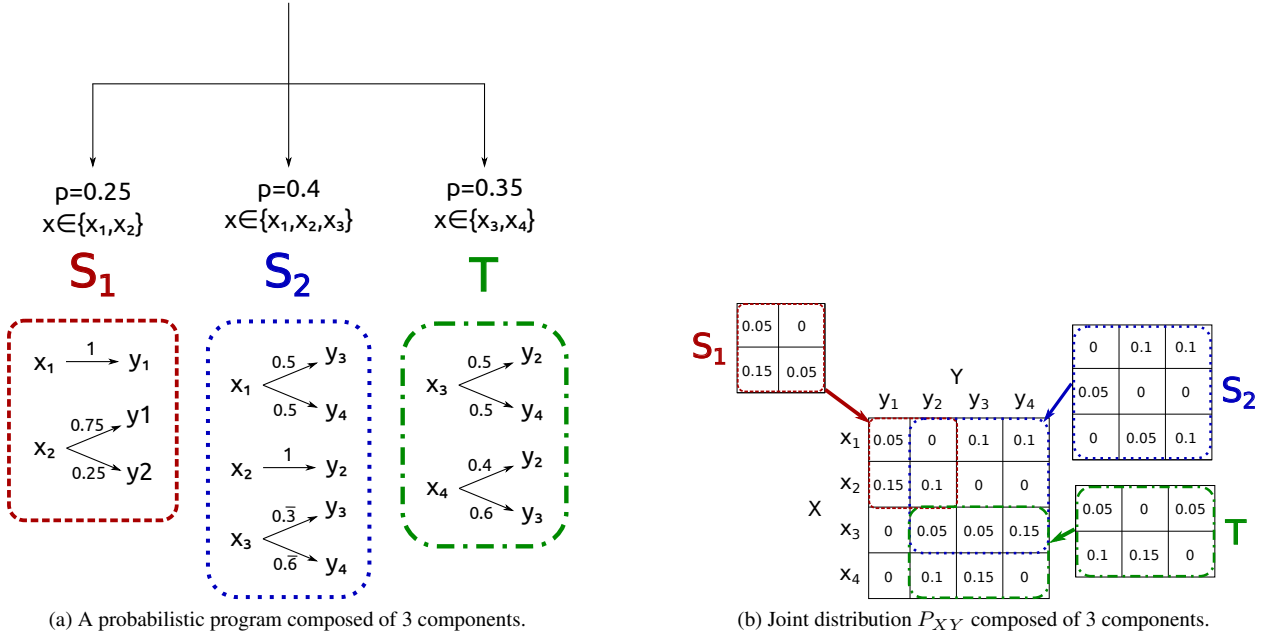 p=0.25 p=0.4 p=0.35
x∈{x₁,x₂} x∈{x₁,x₂,x₃} x∈{x₃,x₄}
S₁ S₂ T
x₁ 1 y₁
x₂ 0.75 y1
0.25 y2
x₁ 0.5 y₃
0.5 y₄
x₂ 1 y₂
x₃ 0.3̅ y₃
0.6̅ y₄
x₃ 0.5 y₂
0.5 y₄
x₄ 0.4 y₂
0.6 y₃
(a) A probabilistic program composed of 3 components.
S₁
0.05 0
0.15 0.05
S₂
0 0.1 0.1
0.05 0 0
0 0.05 0.1
T
0.05 0 0.05
0.1 0.15 0
Y
y₁ y₂ y₃ y₄
x₁ 0.05 0 0.1 0.1
x₂ 0.15 0.1 0 0
X
x₃ 0 0.05 0.05 0.15
x₄ 0 0.1 0.15 0
(b) Joint distribution P_XY composed of 3 components.